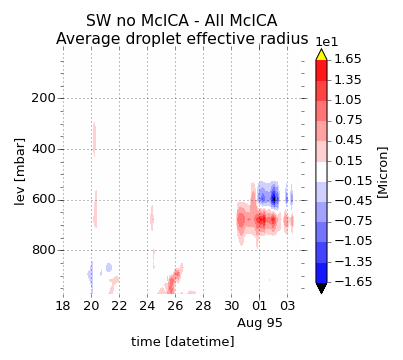 SW no McICA - All McICA
Average droplet effective radius
1e1
1.65
1.35
1.05
0.75
0.45
0.15
−0.15
−0.45
−0.75
−1.05
−1.35
−1.65
[Micron]
200
400
600
800
lev [mbar]
18 20 22 24 26 28 30 01 03
Aug 95
time [datetime]